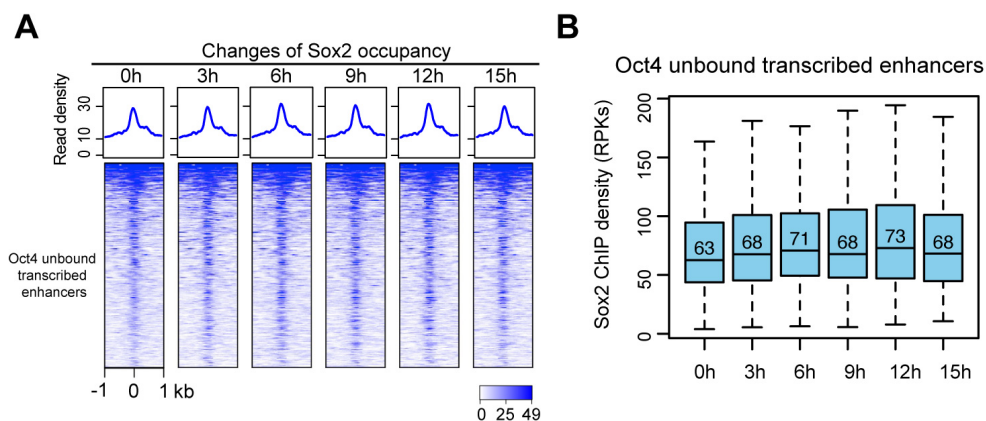 A
Changes of Sox2 occupancy
0h 3h 6h 9h 12h 15h
Read density
30
10
0
Oct4 unbound
transcribed
enhancers
-1 0 1 kb
0 25 49
B
Oct4 unbound transcribed enhancers
Sox2 ChIP density (RPKs)
200
150
100
50
0
63 68 71 68 73 68
0h 3h 6h 9h 12h 15h